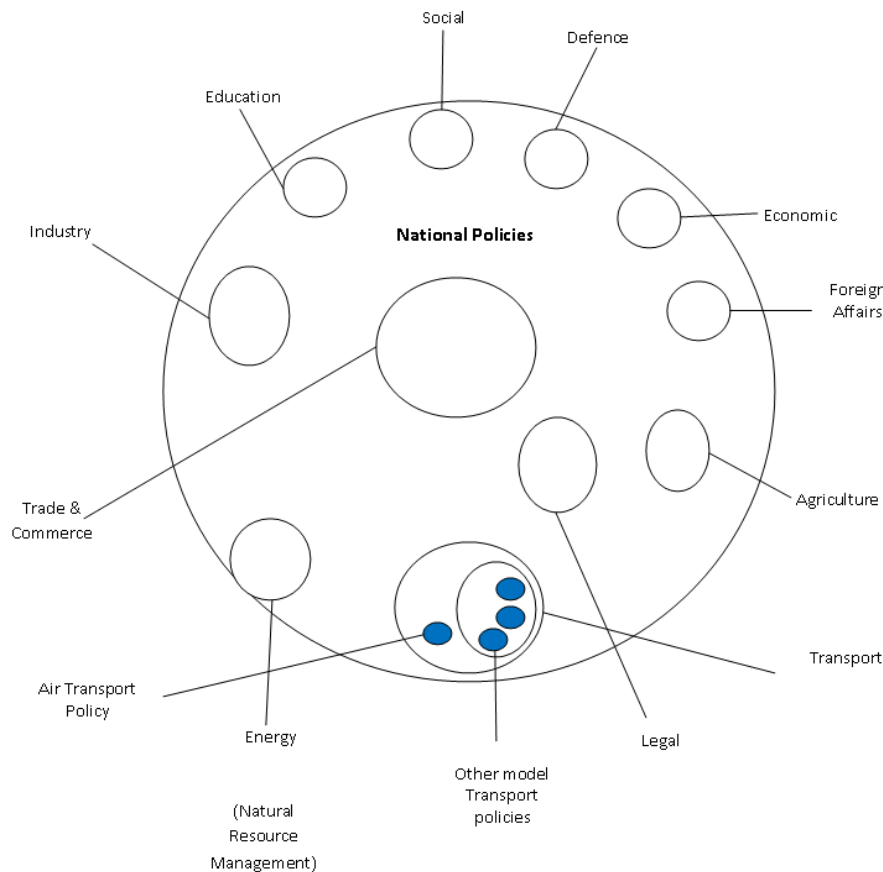 Social
Defence
Education
Economic
Industry
National Policies
Foreign
Affairs
Trade &
Commerce
Agriculture
Transport
Air Transport
Policy
Energy
Legal
Other model
Transport
policies
(Natural
Resource
Management)